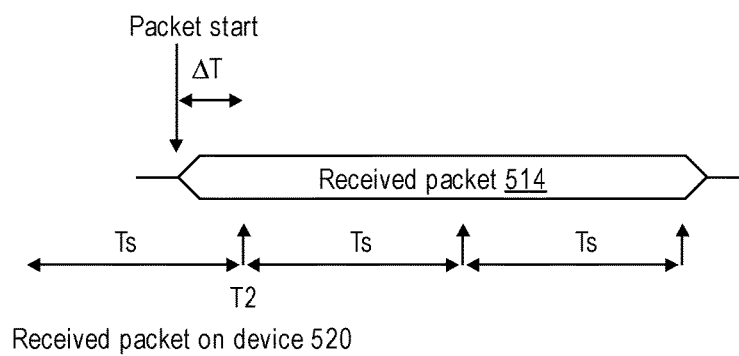 Packet start
ΔT
Received packet 514
Ts Ts Ts
T2
Received packet on device 520